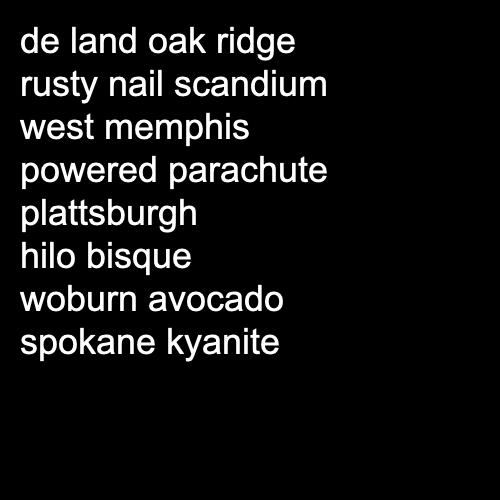 de land oak ridge
rusty nail scandium
west memphis
powered parachute
plattsburgh
hilo bisque
woburn avocado
spokane kyanite